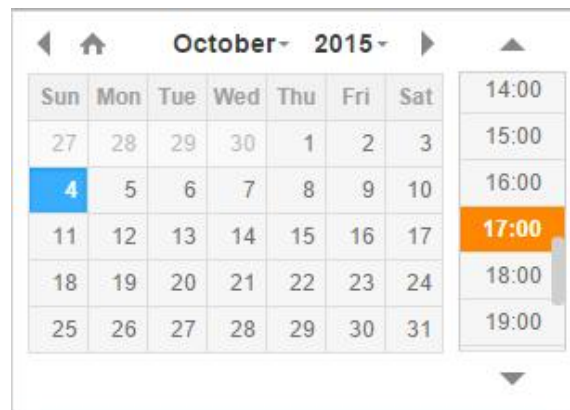 October 2015
Sun Mon Tue Wed Thu Fri Sat
27 28 29 30 1 2 3
4 5 6 7 8 9 10
11 12 13 14 15 16 17
18 19 20 21 22 23 24
25 26 27 28 29 30 31
14:00
15:00
16:00
17:00
18:00
19:00